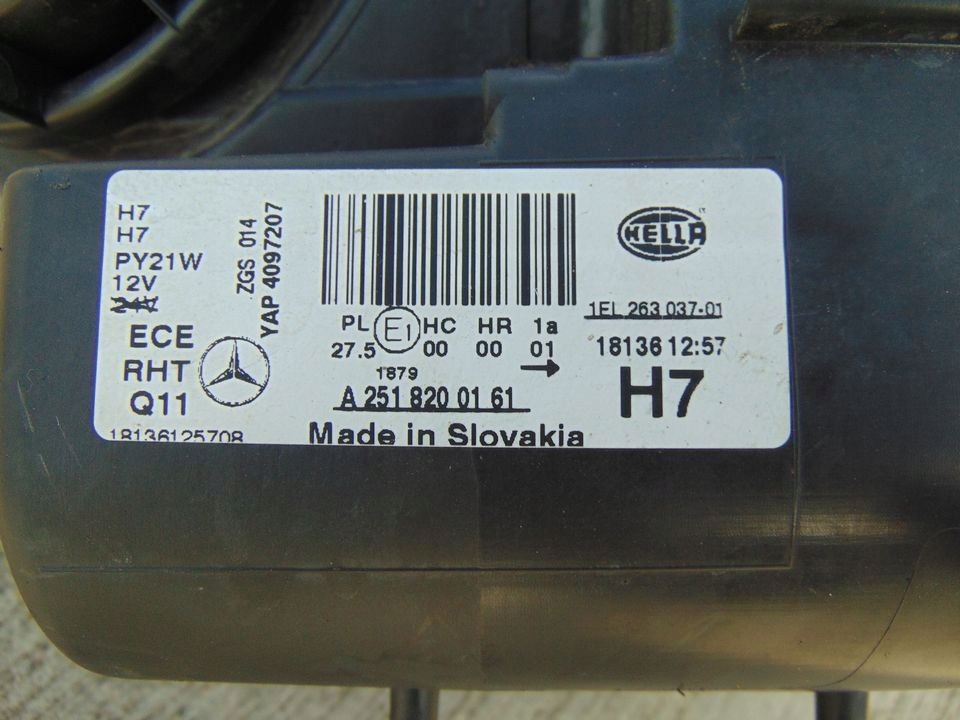 H7
H7
PY21W
12V
24V
ECE
RHT
Q11
18136125708
ZGS 014
YAP 4097207
PL E1 HC HR 1a
27.5 00 00 01
1879
A 251 820 01 61
Made in Slovakia
HELLA
1EL 263 037-01
18136 12:57
H7